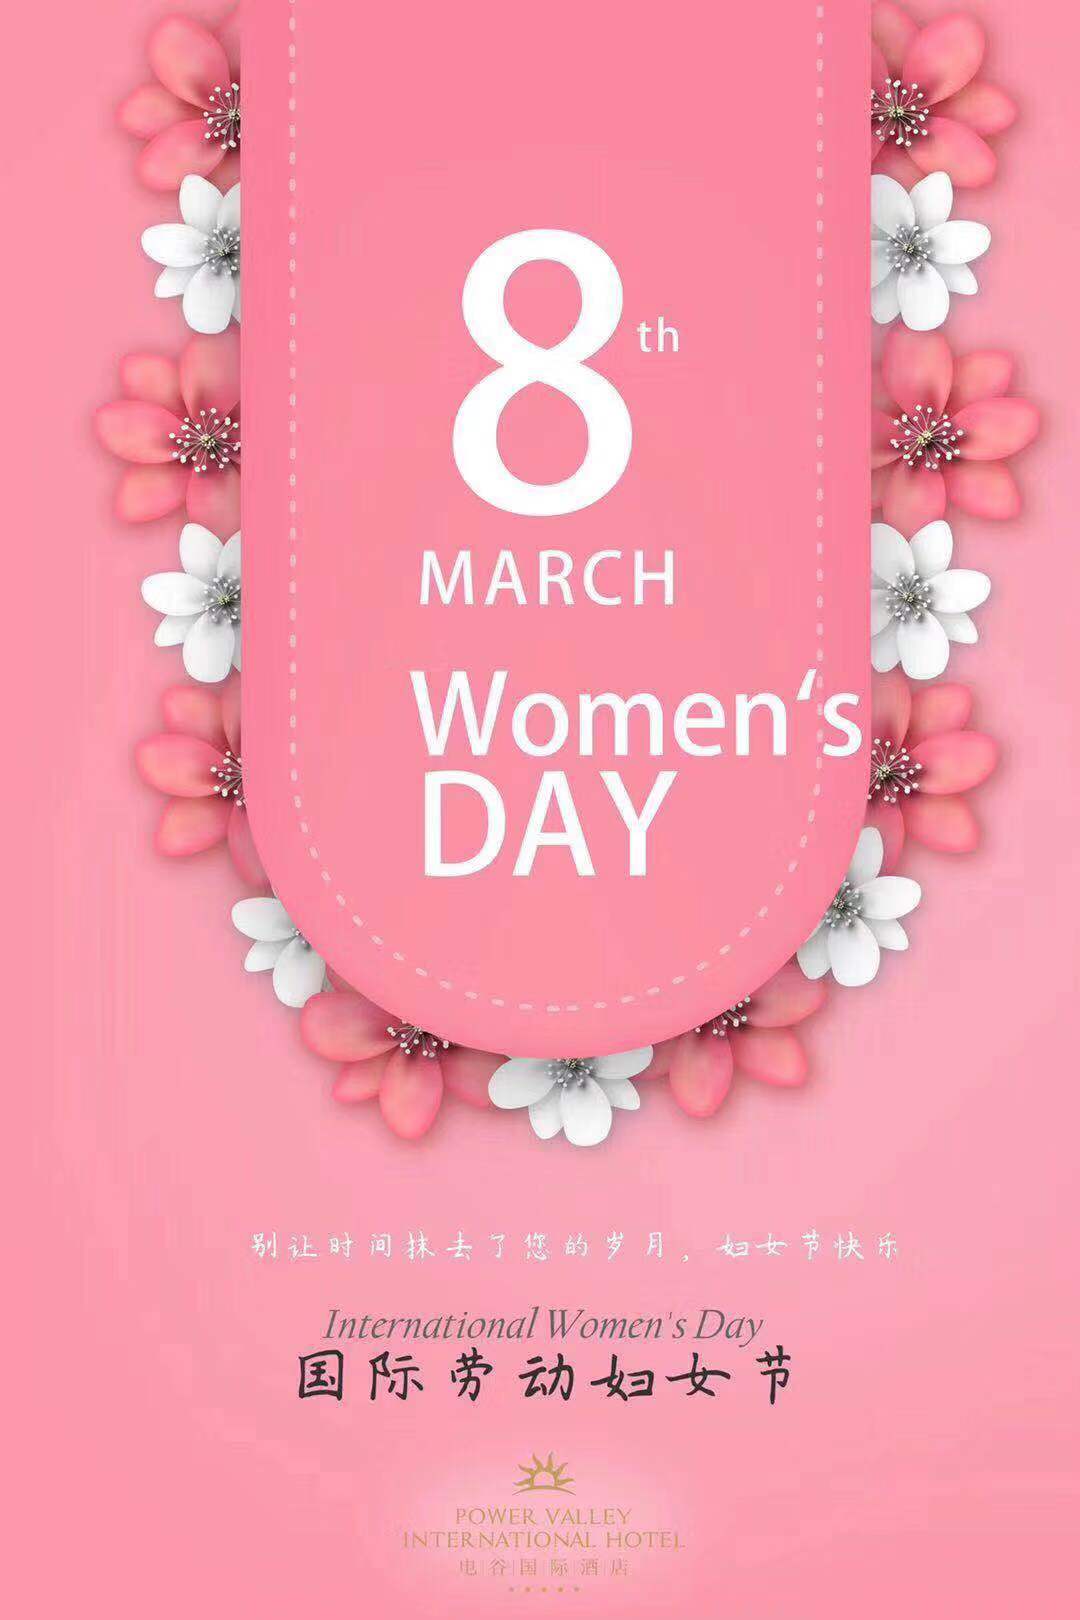 8th
MARCH
Women‘s
DAY
别让时间抹去了您的岁月，妇女节快乐
International Women's Day
国际劳动妇女节
POWER VALLEY
INTERNATIONAL HOTEL
电谷国际酒店